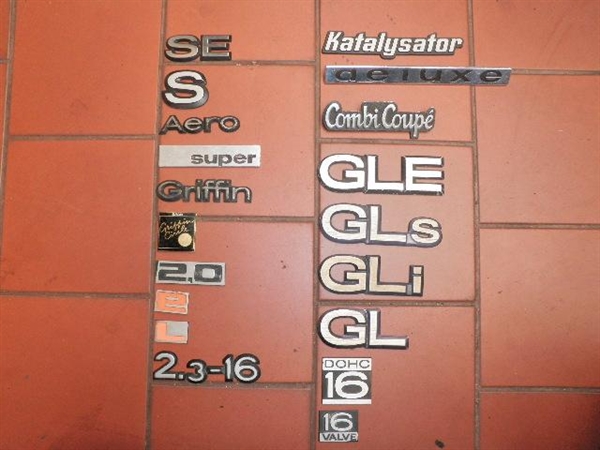 SE
S
Aero
super
Griffin
Griffin
2.0
e
L
2.3-16
Katalysator
deluxe
Combi Coupé
GLE
GLs
GLi
GL
DOHC
16
16
VALVE